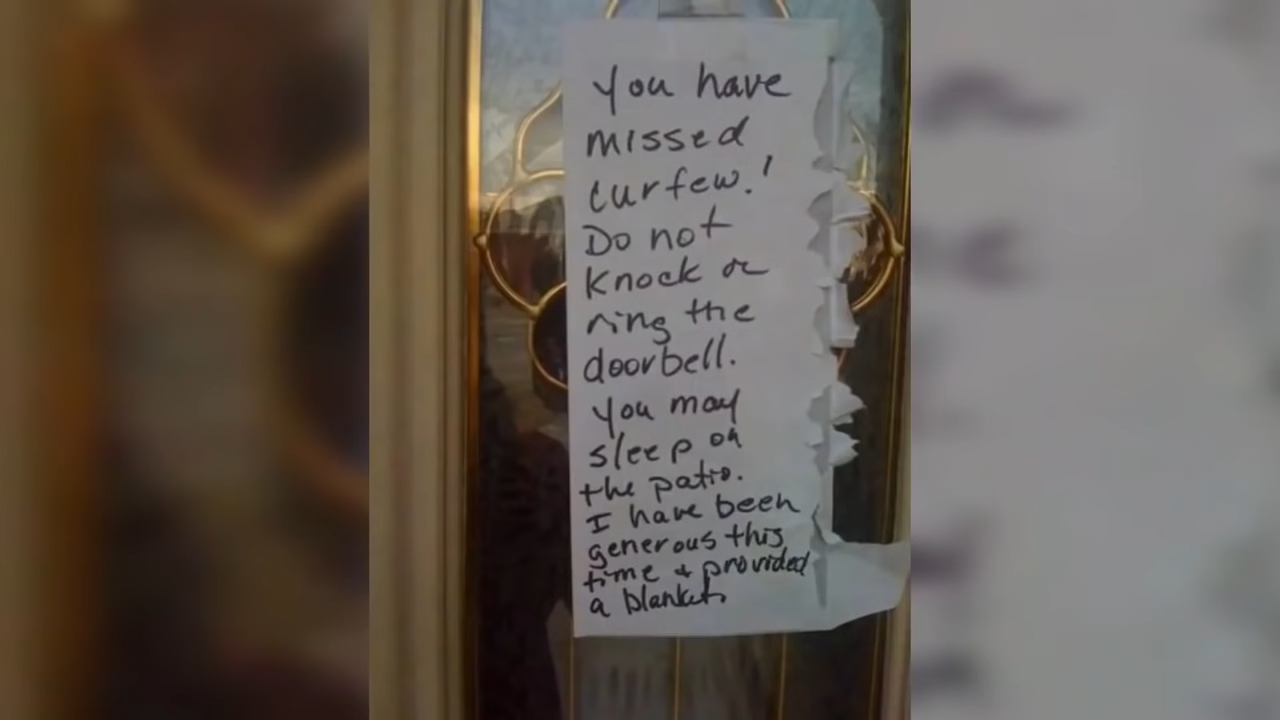 You have
missed
curfew!
Do not
knock or
ring the
doorbell.
You may
sleep on
the patio.
I have been
generous this
time + provided
a blanket.